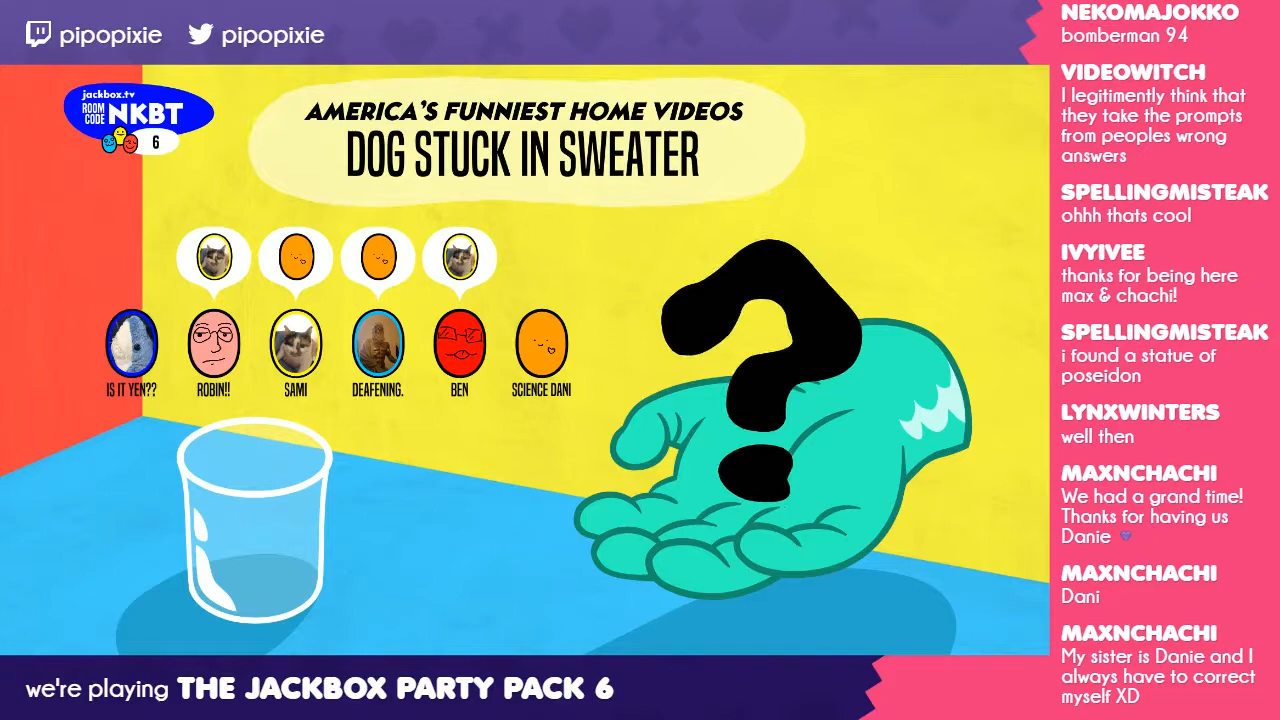 pipopixie
pipopixie
jackbox.tv
ROOM CODE
NKBT
6
AMERICA'S FUNNIEST HOME VIDEOS
DOG STUCK IN SWEATER
IS IT YEN??
ROBIN!!
SAMI
DEAFENING.
BEN
SCIENCE DANI
?
we're playing THE JACKBOX PARTY PACK 6
NEKOMAJOKKO
bomberman 94
VIDEOWITCH
I legitimently think that
they take the prompts
from peoples wrong
answers
SPELLINGMISTEAK
ohhh thats cool
IVYIVEE
thanks for being here
max & chachi!
SPELLINGMISTEAK
i found a statue of
poseidon
LYNXWINTERS
well then
MAXNCHACHI
We had a grand time!
Thanks for having us
Danie
MAXNCHACHI
Dani
MAXNCHACHI
My sister is Danie and I
always have to correct
myself XD